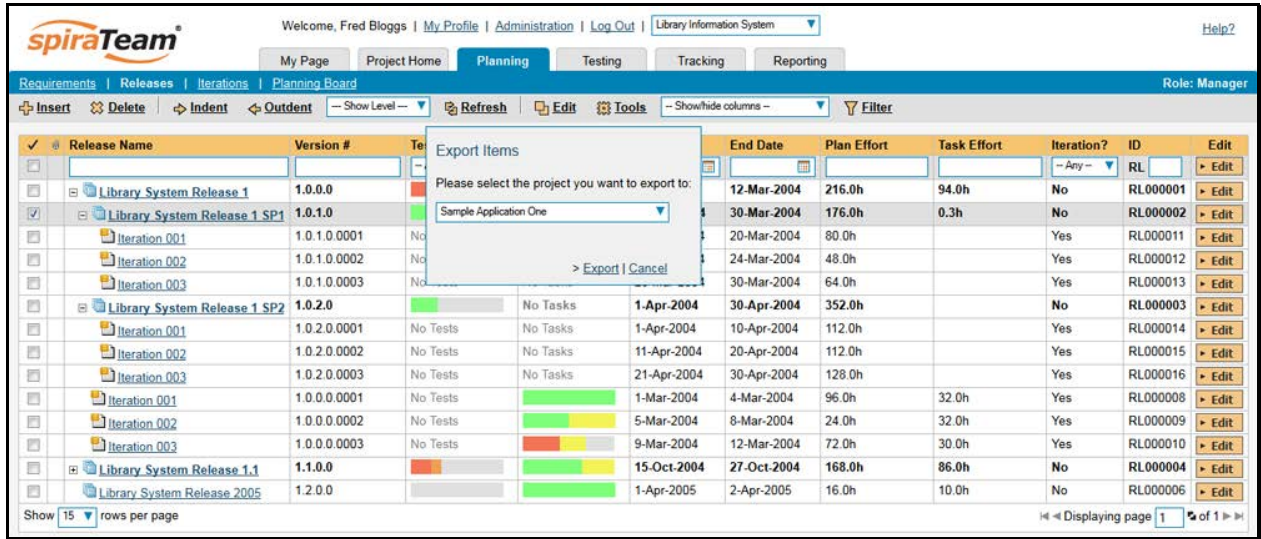 spiraTeam®
Welcome, Fred Bloggs | My Profile | Administration | Log Out | Library Information System
Help?
My Page Project Home Planning Testing Tracking Reporting
Requirements | Releases | Iterations | Planning Board Role: Manager
Insert Delete Indent Outdent -- Show Level -- Refresh Edit Tools -- Show/hide columns -- Filter
Release Name Version # Te End Date Plan Effort Task Effort Iteration? ID Edit
-- Any -- RL Edit
Export Items
Please select the project you want to export to:
Sample Application One
> Export | Cancel
Library System Release 1 1.0.0.0 12-Mar-2004 216.0h 94.0h No RL000001 Edit
Library System Release 1 SP1 1.0.1.0 30-Mar-2004 176.0h 0.3h No RL000002 Edit
Iteration 001 1.0.1.0.0001 No 20-Mar-2004 80.0h Yes RL000011 Edit
Iteration 002 1.0.1.0.0002 No 24-Mar-2004 48.0h Yes RL000012 Edit
Iteration 003 1.0.1.0.0003 No Tests 30-Mar-2004 64.0h Yes RL000013 Edit
Library System Release 1 SP2 1.0.2.0 No Tasks 1-Apr-2004 30-Apr-2004 352.0h No RL000003 Edit
Iteration 001 1.0.2.0.0001 No Tests No Tasks 1-Apr-2004 10-Apr-2004 112.0h Yes RL000014 Edit
Iteration 002 1.0.2.0.0002 No Tests No Tasks 11-Apr-2004 20-Apr-2004 112.0h Yes RL000015 Edit
Iteration 003 1.0.2.0.0003 No Tests No Tasks 21-Apr-2004 30-Apr-2004 128.0h Yes RL000016 Edit
Iteration 001 1.0.0.0.0001 No Tests 1-Mar-2004 4-Mar-2004 96.0h 32.0h Yes RL000008 Edit
Iteration 002 1.0.0.0.0002 No Tests 5-Mar-2004 8-Mar-2004 24.0h 32.0h Yes RL000009 Edit
Iteration 003 1.0.0.0.0003 No Tests 9-Mar-2004 12-Mar-2004 72.0h 30.0h Yes RL000010 Edit
Library System Release 1.1 1.1.0.0 15-Oct-2004 27-Oct-2004 168.0h 86.0h No RL000004 Edit
Library System Release 2005 1.2.0.0 1-Apr-2005 2-Apr-2005 16.0h 10.0h No RL000006 Edit
Show 15 rows per page Displaying page 1 of 1